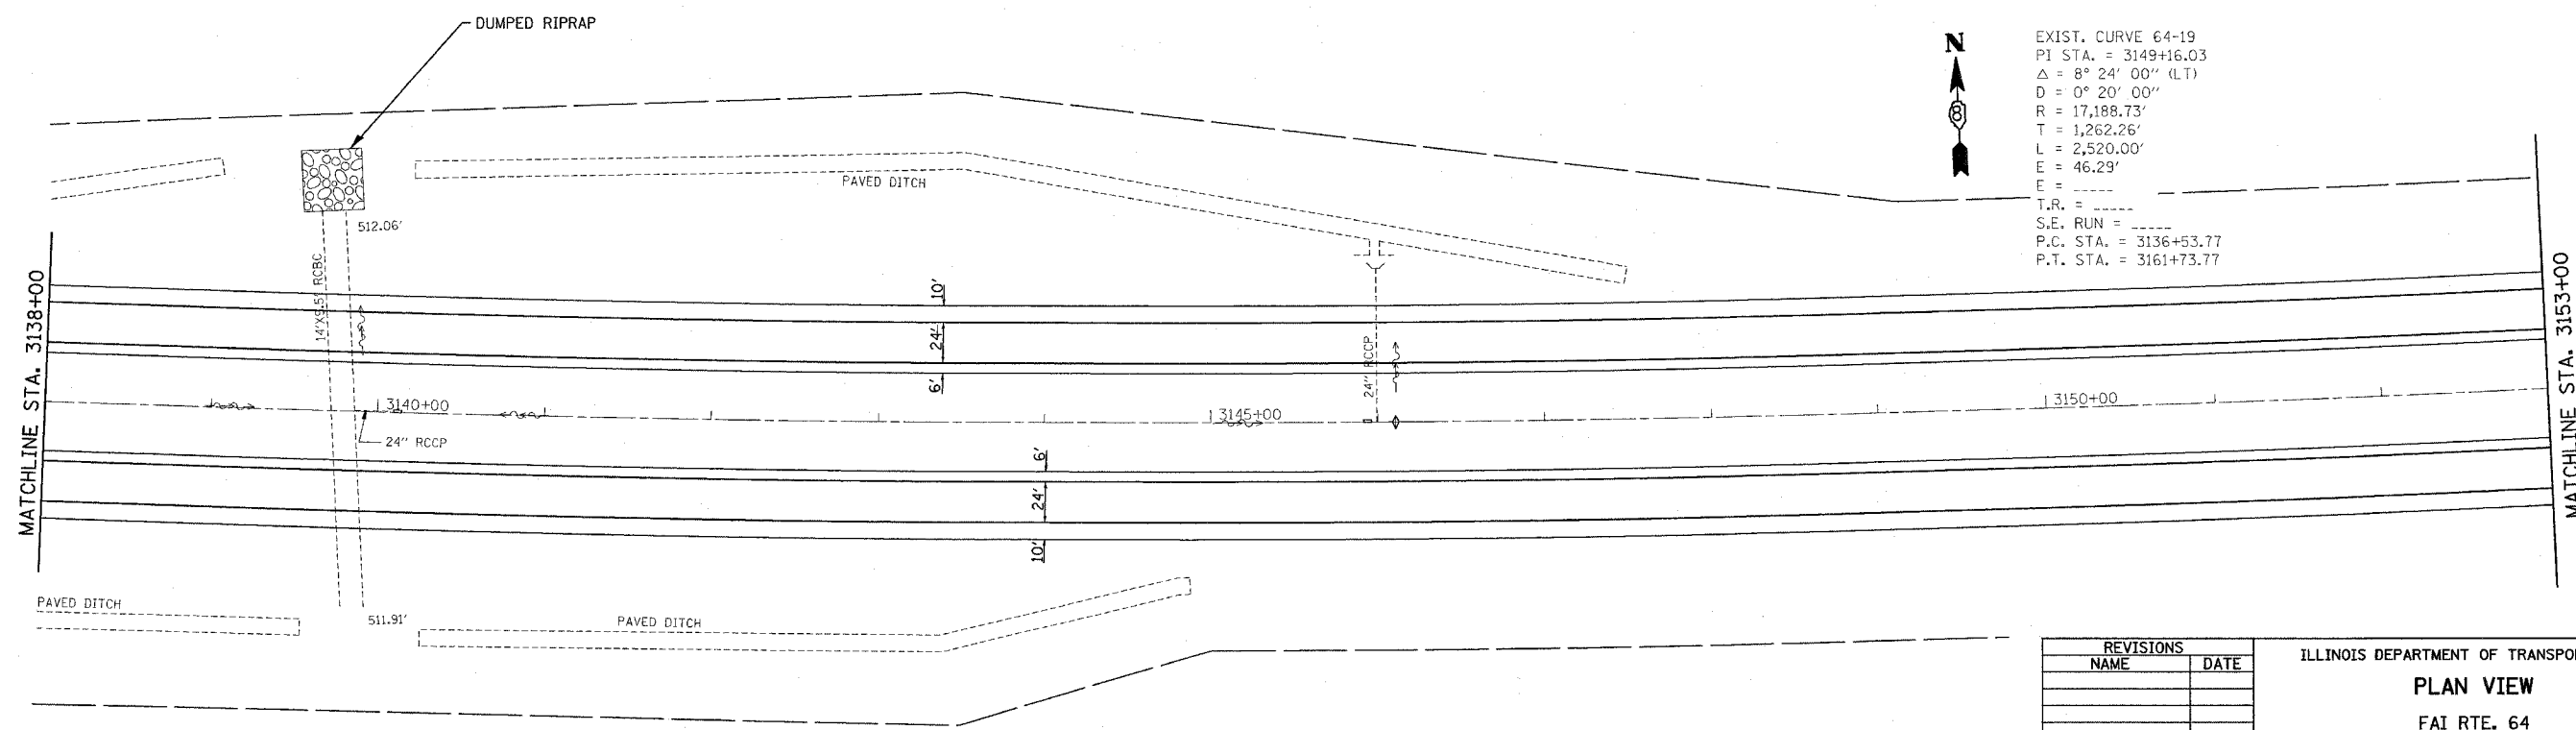 DUMPED RIPRAP
N
8
EXIST. CURVE 64-19
PI STA. = 3149+16.03
Δ = 8° 24' 00" (LT)
D = 0° 20' 00"
R = 17,188.73'
T = 1,262.26'
L = 2,520.00'
E = 46.29'
E = _____
T.R. = _____
S.E. RUN = _____
P.C. STA. = 3136+53.77
P.T. STA. = 3161+73.77
PAVED DITCH
512.06'
14'X9.5' RCBC
MATCHLINE STA. 3138+00
10'
24'
6'
24" RCCP
MATCHLINE STA. 3153+00
3140+00
3145+00
3150+00
24" RCCP
6'
24'
10'
PAVED DITCH
511.91'
PAVED DITCH
REVISIONS
NAME DATE
ILLINOIS DEPARTMENT OF TRANSPO
PLAN VIEW
FAI RTE. 64